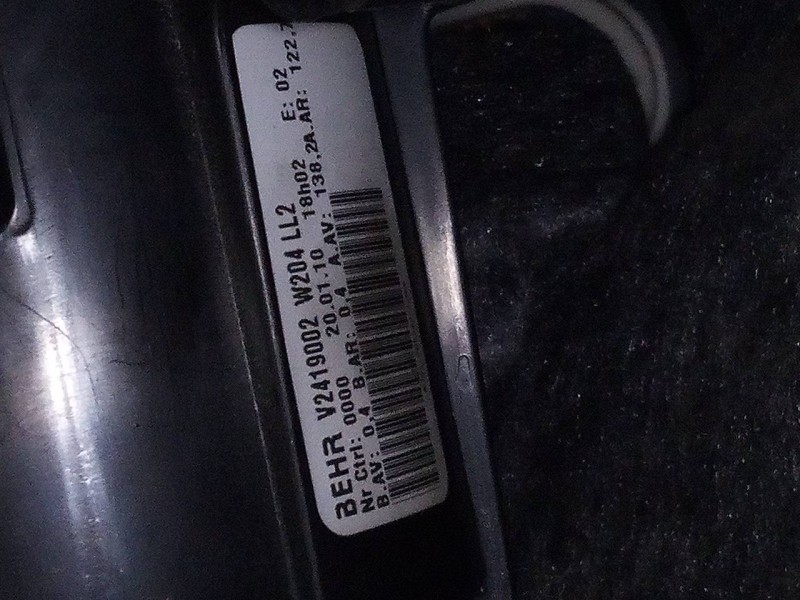 BEHR V2419002 W204 LL2 E: 02
Nr Ctrl: 0000 20.01.10 18h02
B.AV: 0,4 B.AR: 0,4 A.AV: 138,2A.AR: 122,7